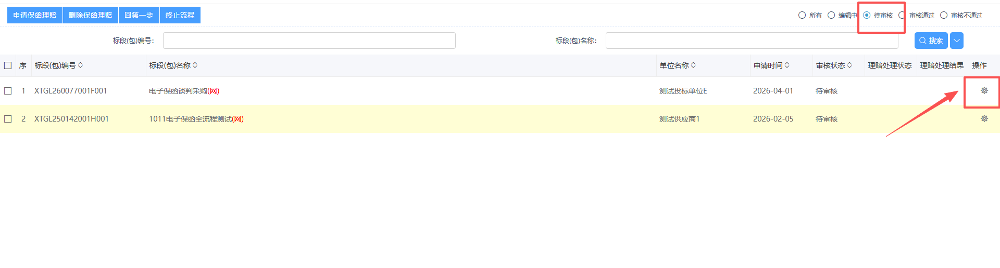 申请保函理赔 删除保函理赔 回第一步 终止流程 所有 编辑中 待审核 审核通过 审核不通过
标段(包)编号： 标段(包)名称： 搜索
序 标段(包)编号 标段(包)名称 单位名称 申请时间 审核状态 理赔处理状态 理赔处理结果 操作
1 XTGL260077001F001 电子保函谈判采购(网) 测试投标单位E 2026-04-01 待审核
2 XTGL250142001H001 1011电子保函全流程测试(网) 测试供应商1 2026-02-05 待审核